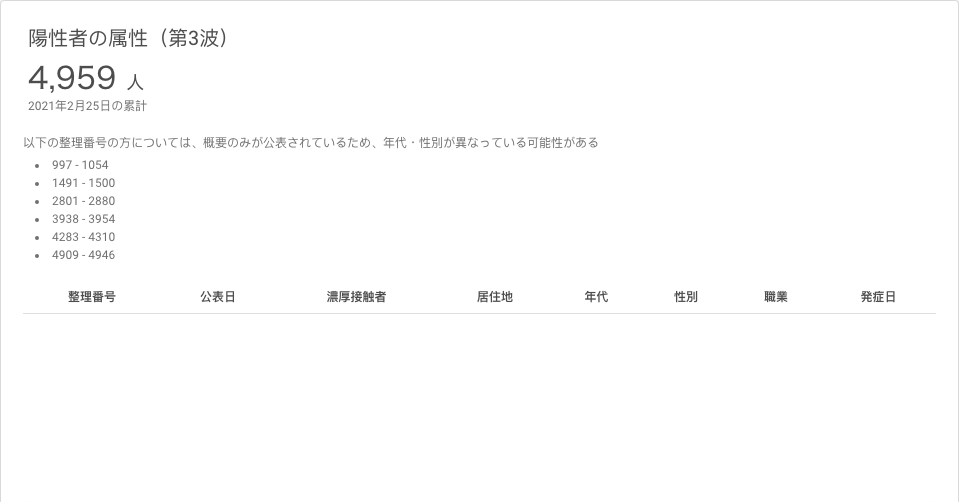 陽性者の属性（第3波）
4,959 人
2021年2月25日の累計
以下の整理番号の方については、概要のみが公表されているため、年代・性別が異なっている可能性がある
• 997 - 1054
• 1491 - 1500
• 2801 - 2880
• 3938 - 3954
• 4283 - 4310
• 4909 - 4946
整理番号 公表日 濃厚接触者 居住地 年代 性別 職業 発症日